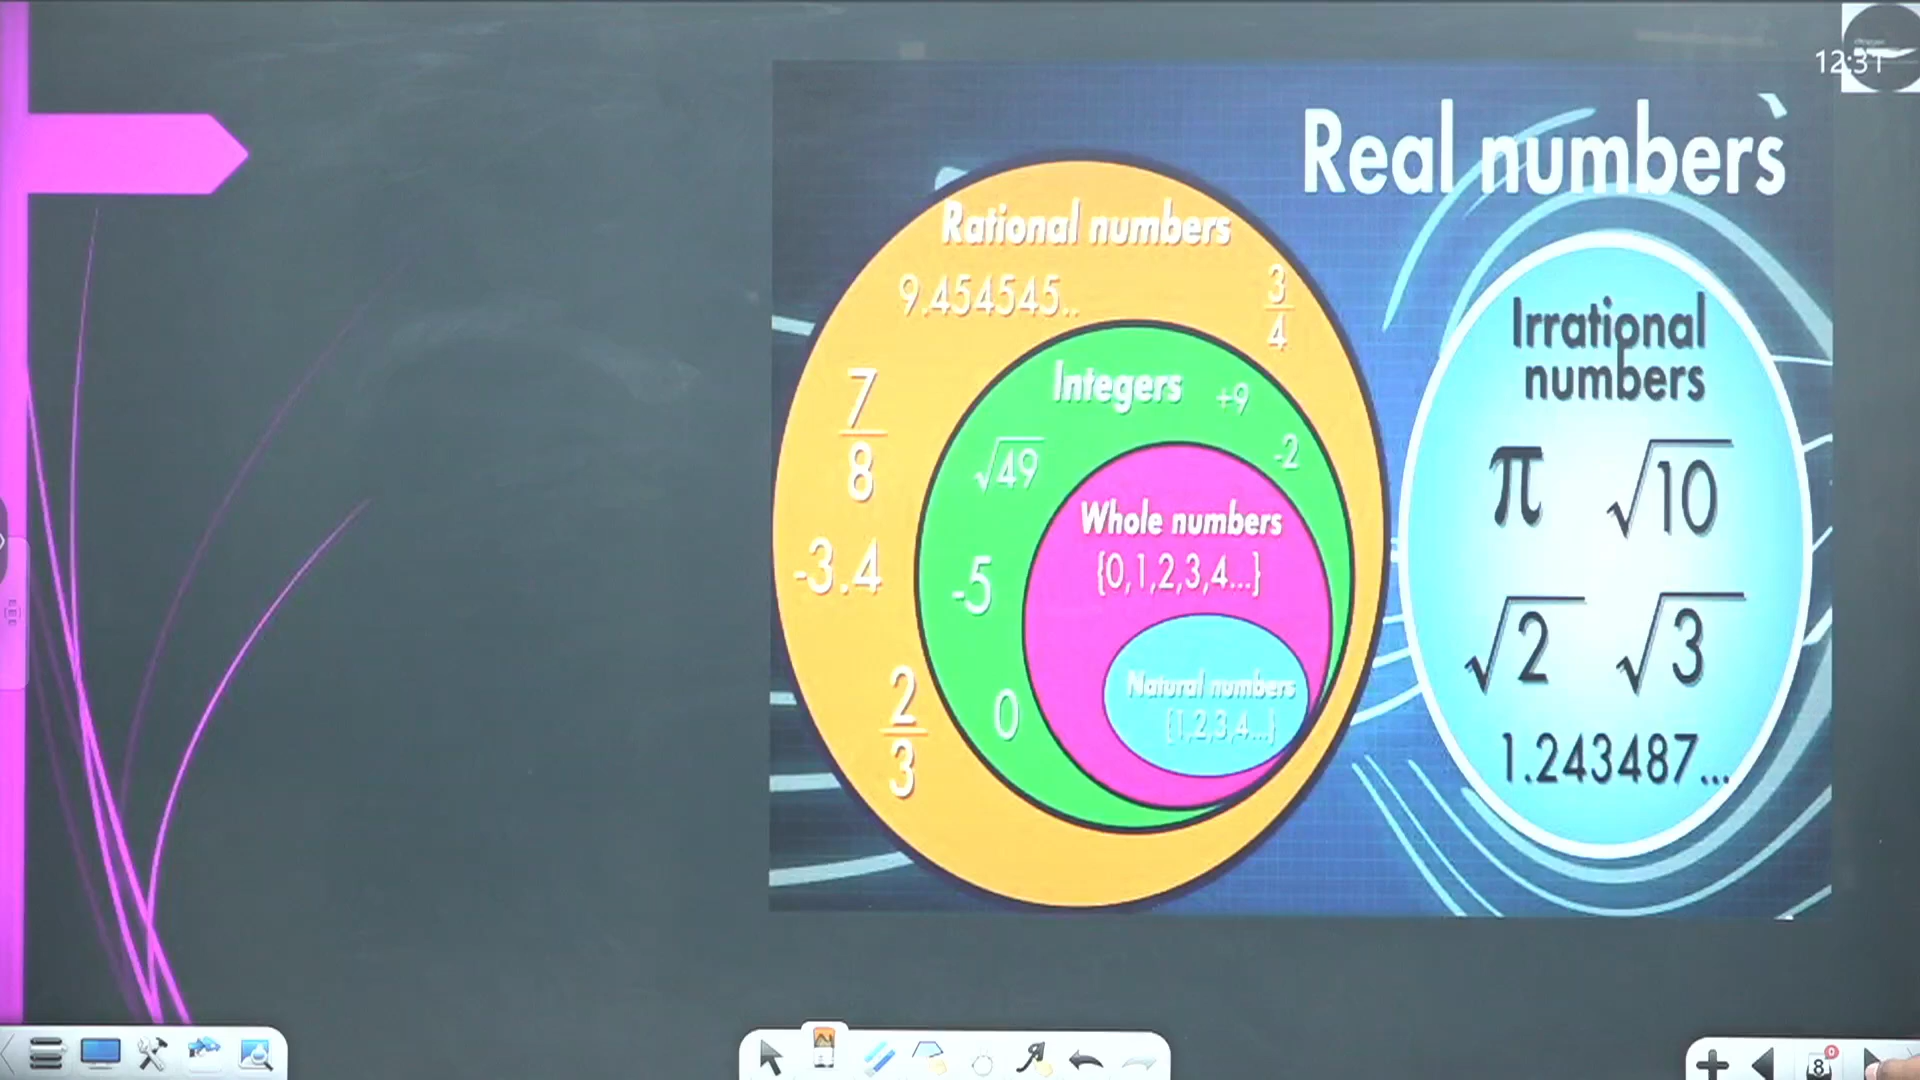 12:31
Real numbers
Rational numbers
9.454545..
3/4
7/8
-3.4
2/3
Integers
+9
√49
-2
-5
0
Whole numbers
{0,1,2,3,4...}
Natural numbers
{1,2,3,4...}
Irrational
numbers
π √10
√2 √3
1.243487...
8
0